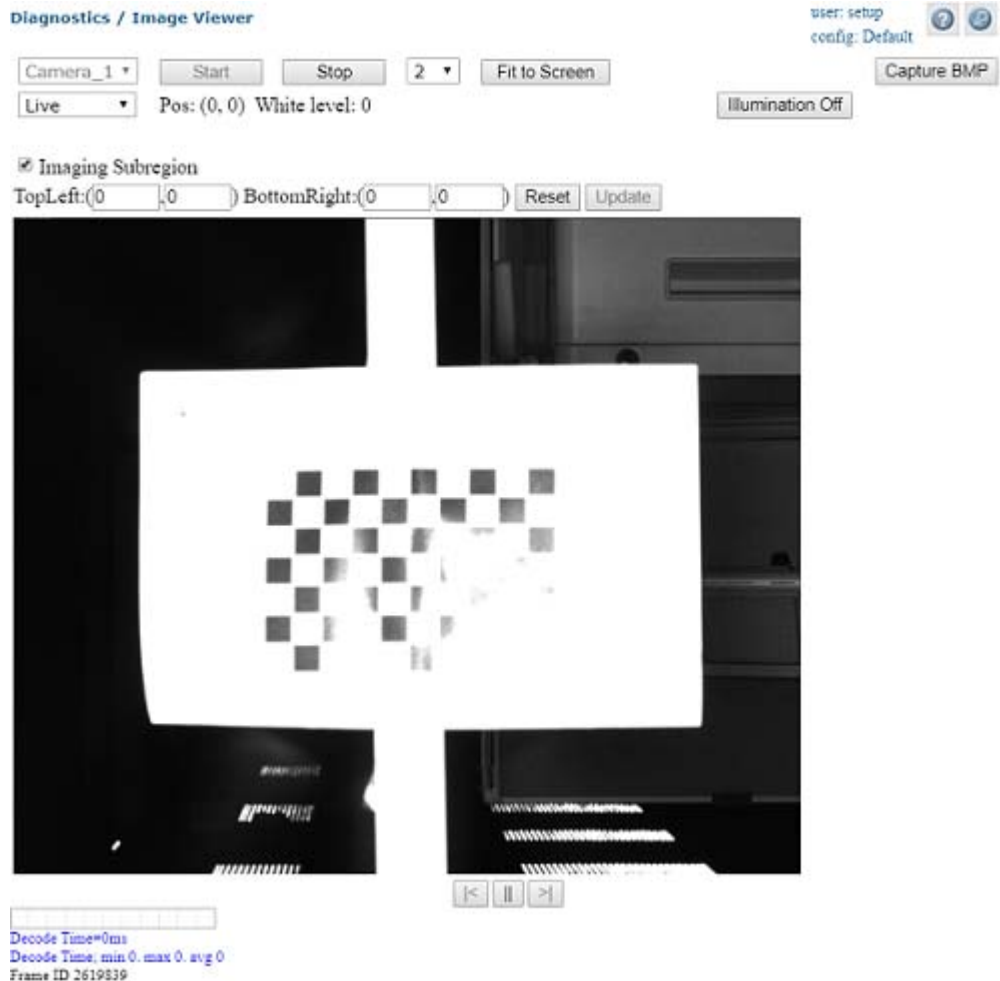 Diagnostics / Image Viewer
user: setup
config: Default
Camera_1 Start Stop 2 Fit to Screen Capture BMP
Live Pos: (0, 0) White level: 0 Illumination Off
Imaging Subregion
TopLeft:(0 ,0 ) BottomRight:(0 ,0 ) Reset Update
|< || >|
Decode Time=0ms
Decode Time, min 0. max 0. avg 0
Frame ID 2619839